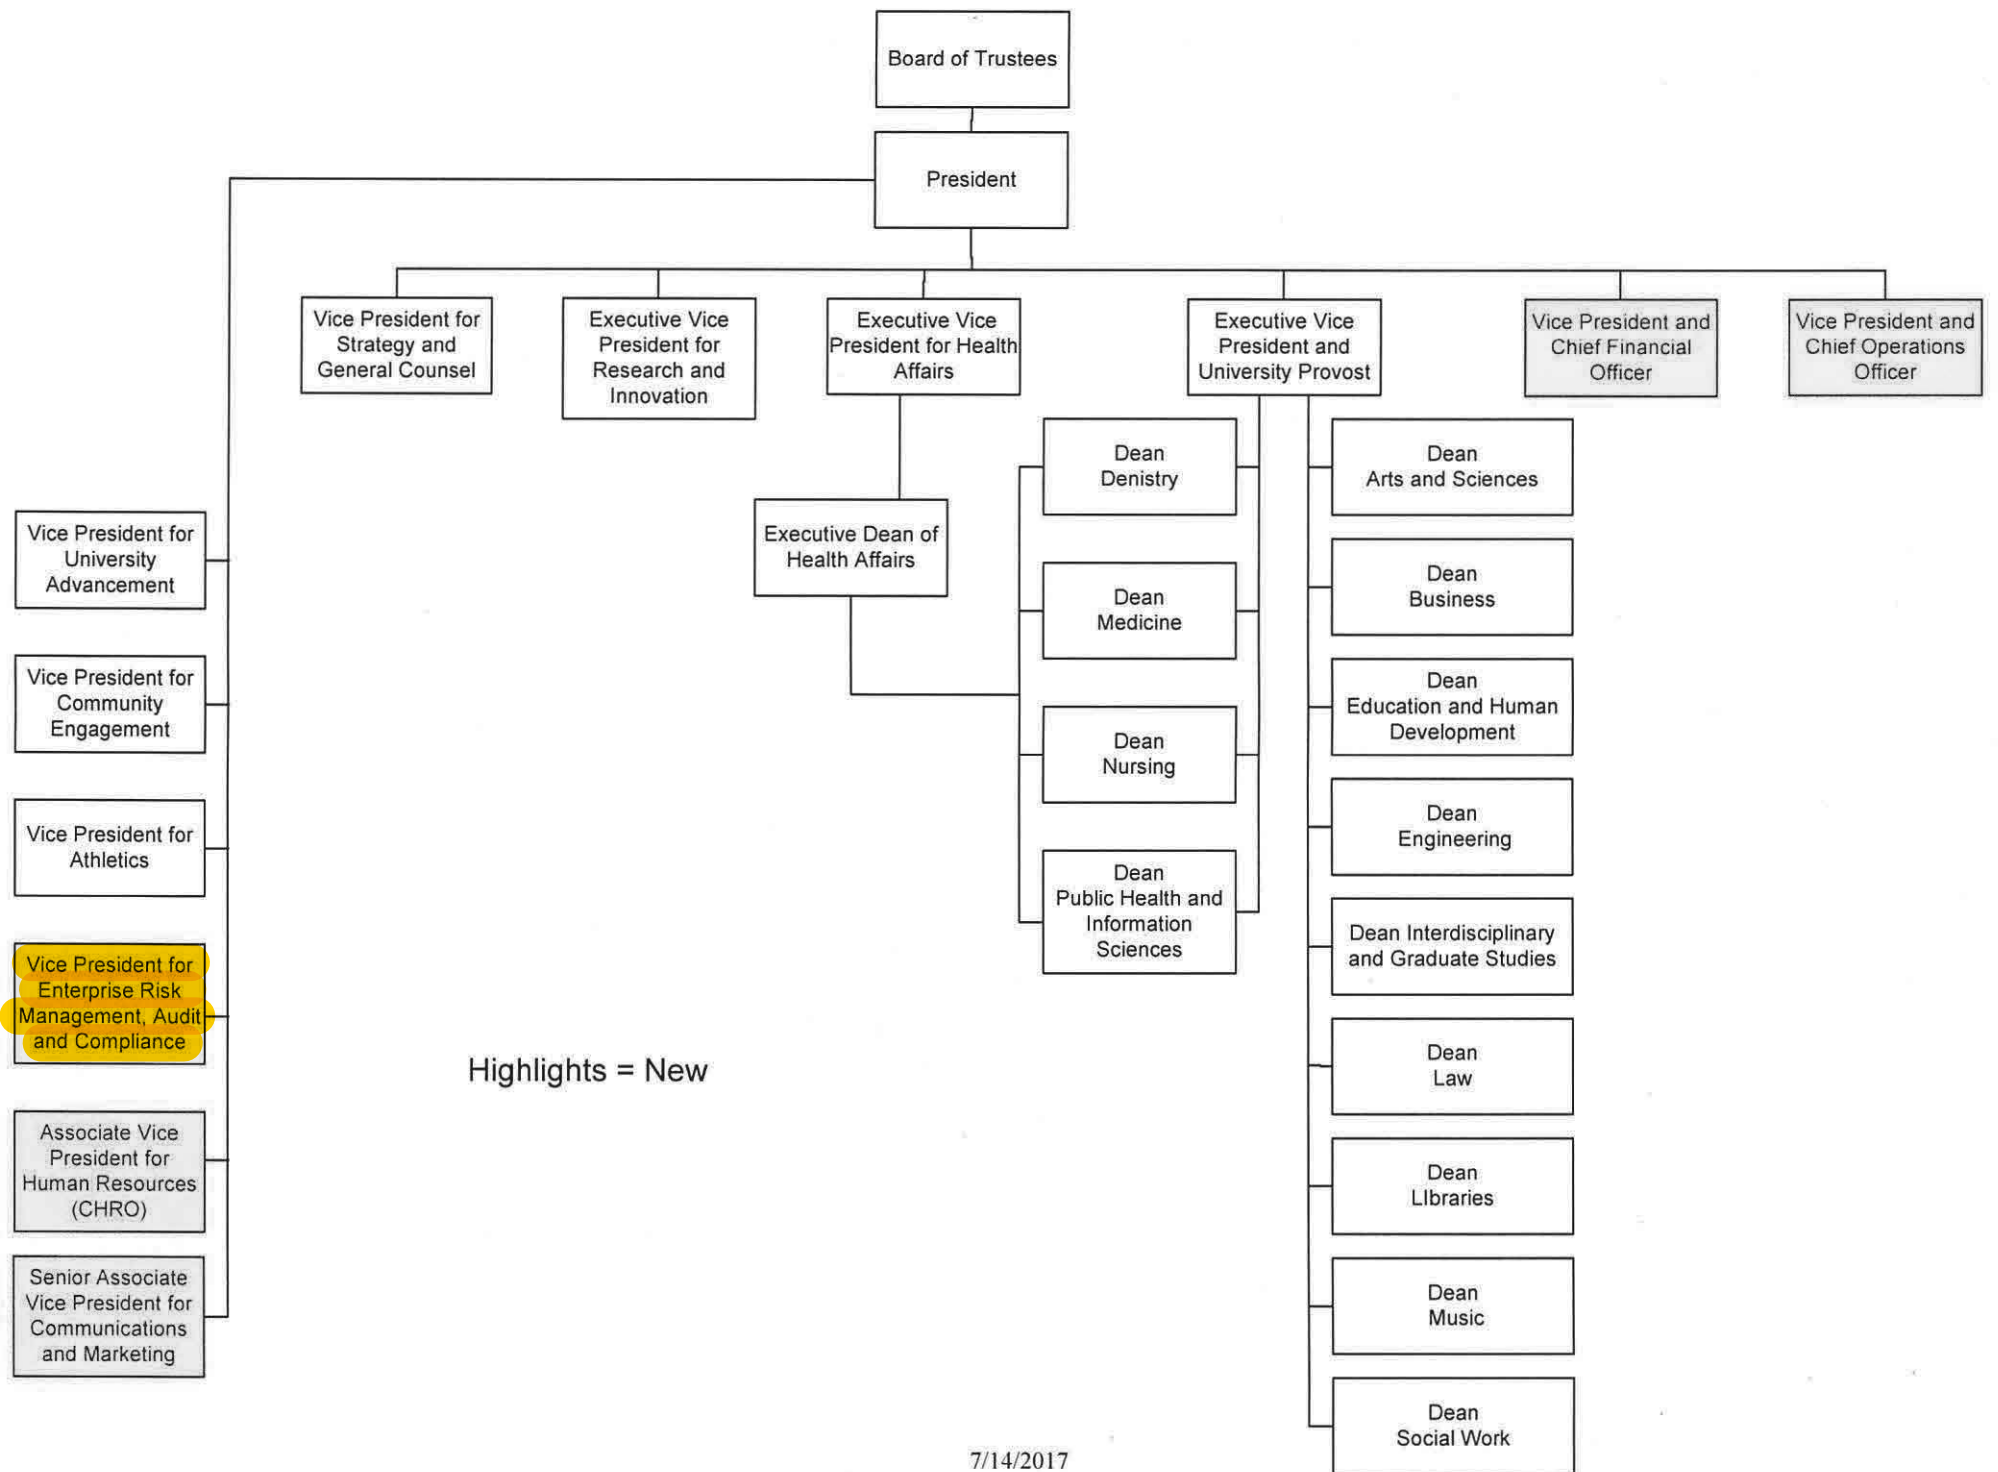 Board of Trustees
President
Vice President for
Strategy and
General Counsel
Executive Vice
President for
Research and
Innovation
Executive Vice
President for Health
Affairs
Executive Vice
President and
University Provost
Vice President and
Chief Financial
Officer
Vice President and
Chief Operations
Officer
Executive Dean of
Health Affairs
Dean
Denistry
Dean
Medicine
Dean
Nursing
Dean
Public Health and
Information
Sciences
Dean
Arts and Sciences
Dean
Business
Dean
Education and Human
Development
Dean
Engineering
Dean Interdisciplinary
and Graduate Studies
Dean
Law
Dean
LIbraries
Dean
Music
Dean
Social Work
Vice President for
University
Advancement
Vice President for
Community
Engagement
Vice President for
Athletics
Vice President for
Enterprise Risk
Management, Audit
and Compliance
Associate Vice
President for
Human Resources
(CHRO)
Senior Associate
Vice President for
Communications
and Marketing
Highlights = New
7/14/2017